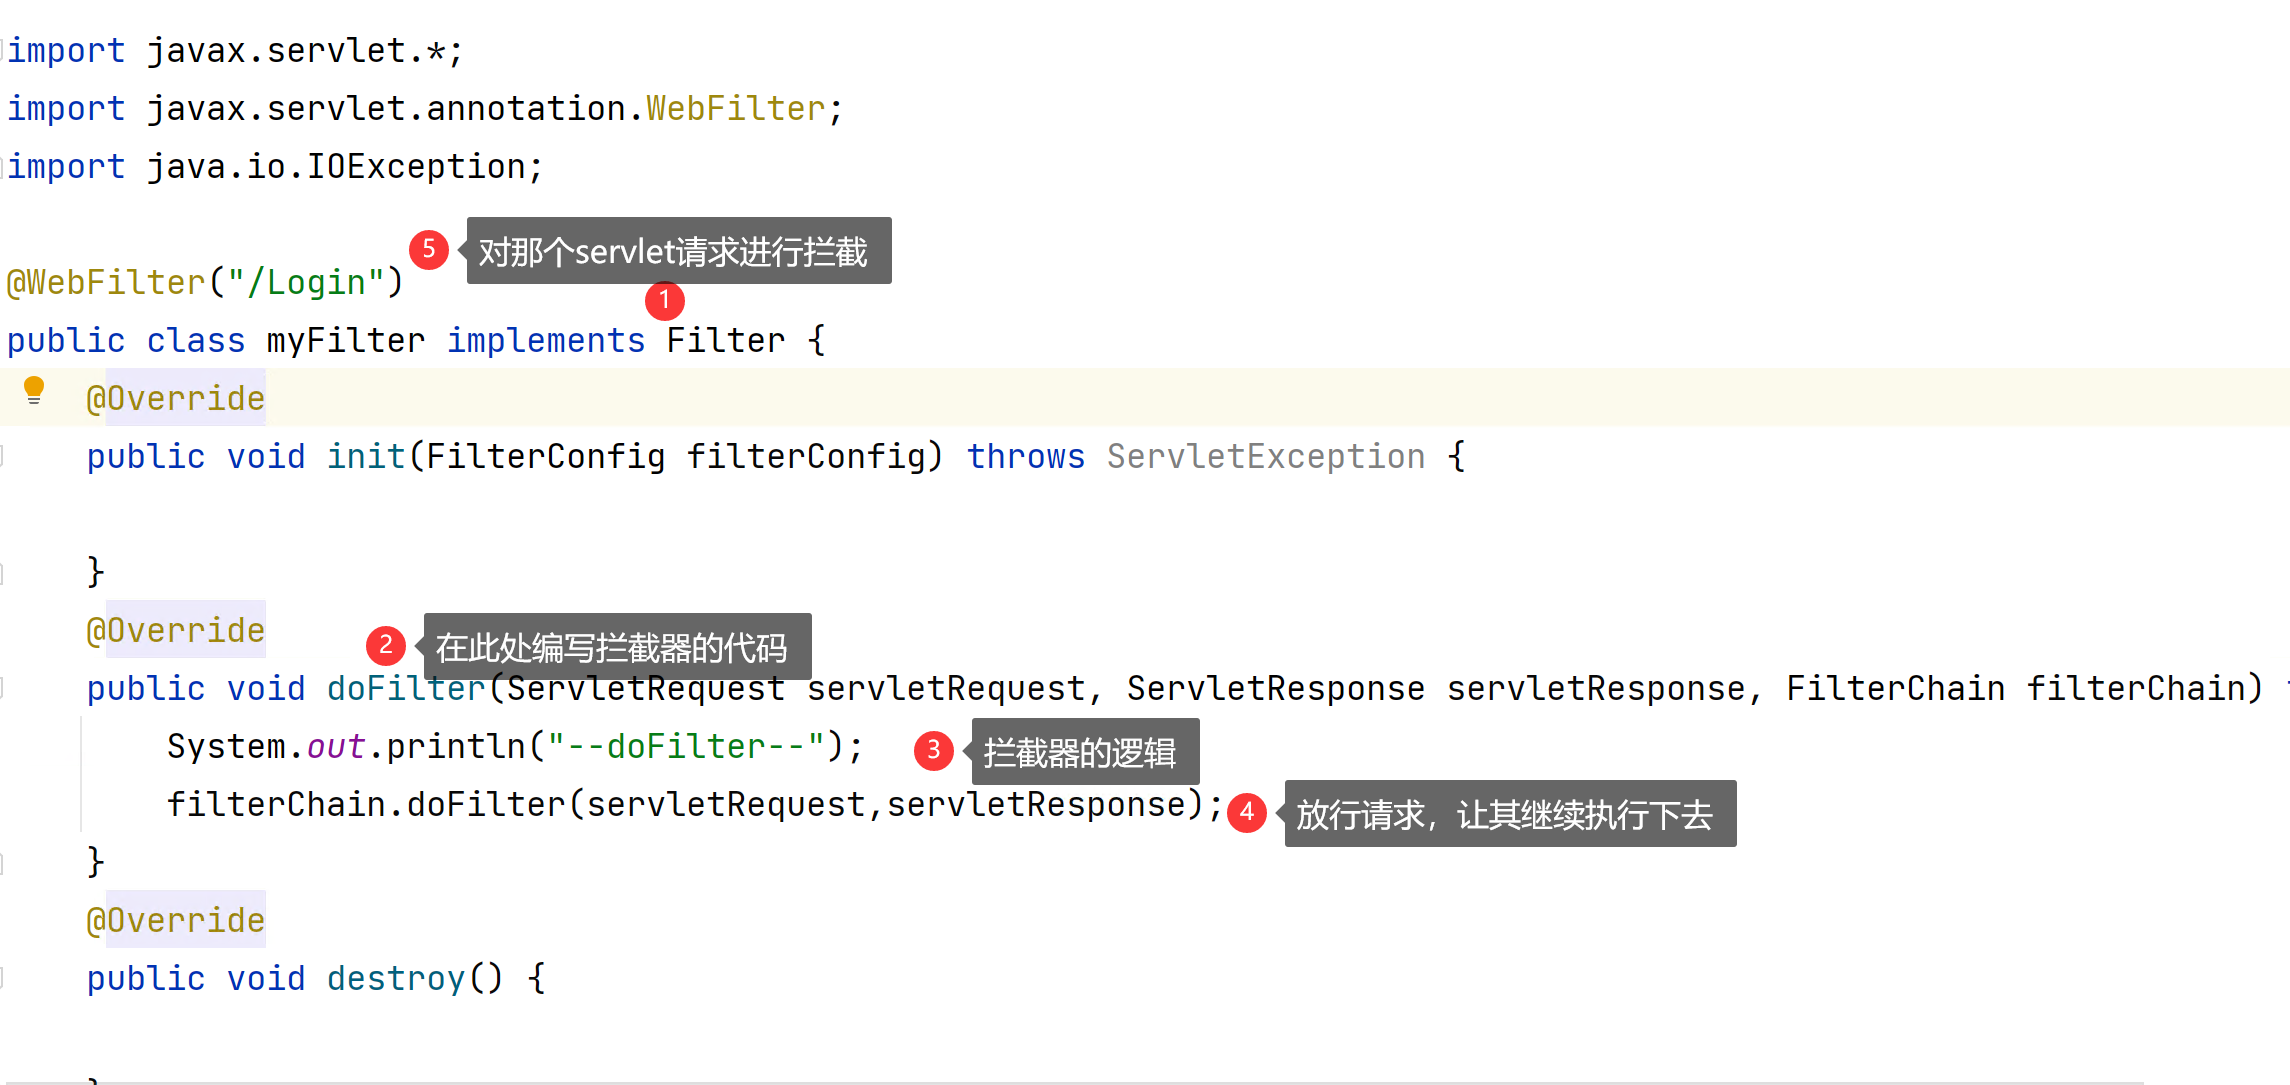 import javax.servlet.*;
import javax.servlet.annotation.WebFilter;
import java.io.IOException;
5 对那个servlet请求进行拦截
@WebFilter("/Login")
1
public class myFilter implements Filter {
@Override
public void init(FilterConfig filterConfig) throws ServletException {
}
@Override
2 在此处编写拦截器的代码
public void doFilter(ServletRequest servletRequest, ServletResponse servletResponse, FilterChain filterChain)
System.out.println("--doFilter--");
3 拦截器的逻辑
filterChain.doFilter(servletRequest,servletResponse);
4 放行请求，让其继续执行下去
}
@Override
public void destroy() {